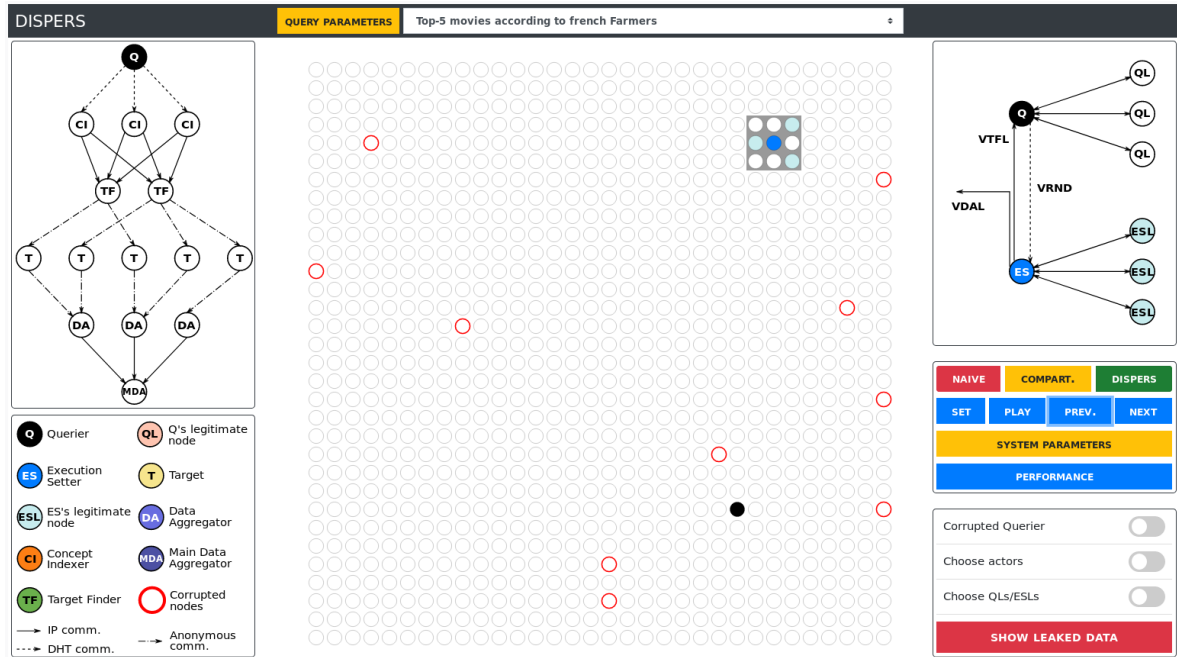 DISPERS
QUERY PARAMETERS
Top-5 movies according to french Farmers
Q
CI CI CI
TF TF
T T T T T
DA DA DA
MDA
Q Querier
QL Q's legitimate
node
ES Execution
Setter
T Target
ESL ES's legitimate
node
DA Data
Aggregator
CI Concept
Indexer
MDA Main Data
Aggregator
TF Target Finder
Corrupted
nodes
IP comm.
DHT comm.
Anonymous
comm.
QL
Q QL
VTFL QL
VRND
VDAL
ESL
ES ESL
ESL
NAIVE COMPART. DISPERS
SET PLAY PREV. NEXT
SYSTEM PARAMETERS
PERFORMANCE
Corrupted Querier
Choose actors
Choose QLs/ESLs
SHOW LEAKED DATA